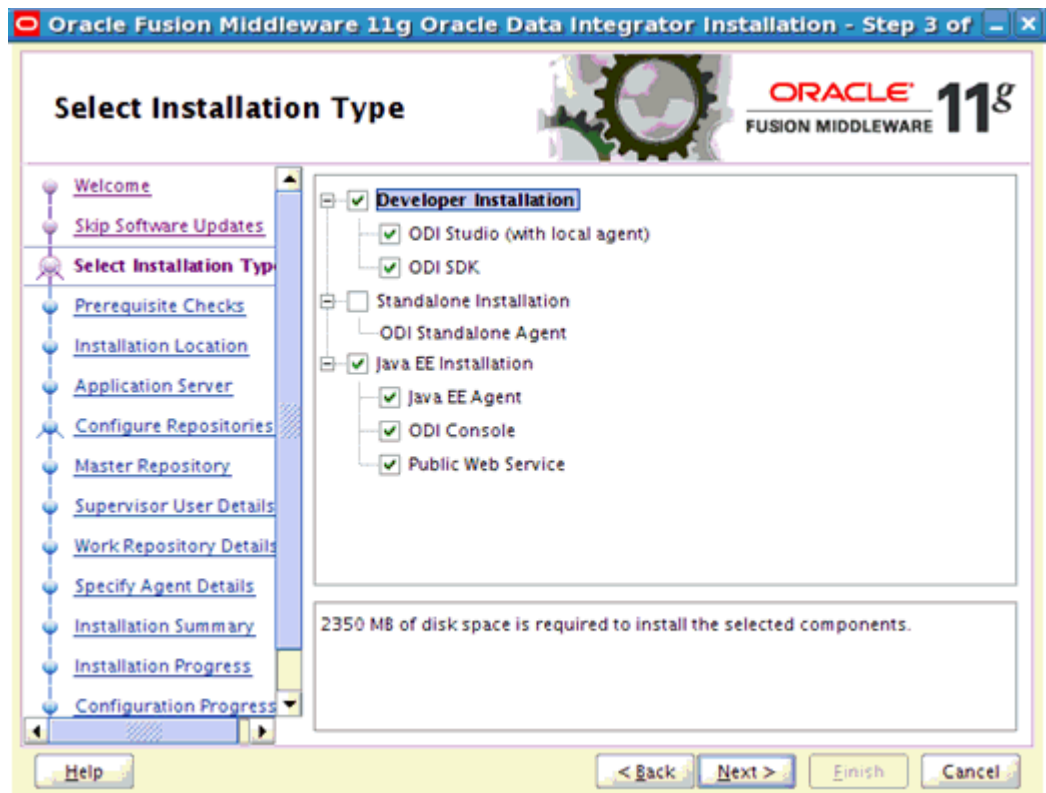 Oracle Fusion Middleware 11g Oracle Data Integrator Installation - Step 3 of
Select Installation Type
ORACLE
FUSION MIDDLEWARE 11g
Welcome
Skip Software Updates
Select Installation Typ
Prerequisite Checks
Installation Location
Application Server
Configure Repositories
Master Repository
Supervisor User Details
Work Repository Details
Specify Agent Details
Installation Summary
Installation Progress
Configuration Progress
Developer Installation
ODI Studio (with local agent)
ODI SDK
Standalone Installation
ODI Standalone Agent
Java EE Installation
Java EE Agent
ODI Console
Public Web Service
2350 MB of disk space is required to install the selected components.
Help
< Back
Next >
Finish
Cancel